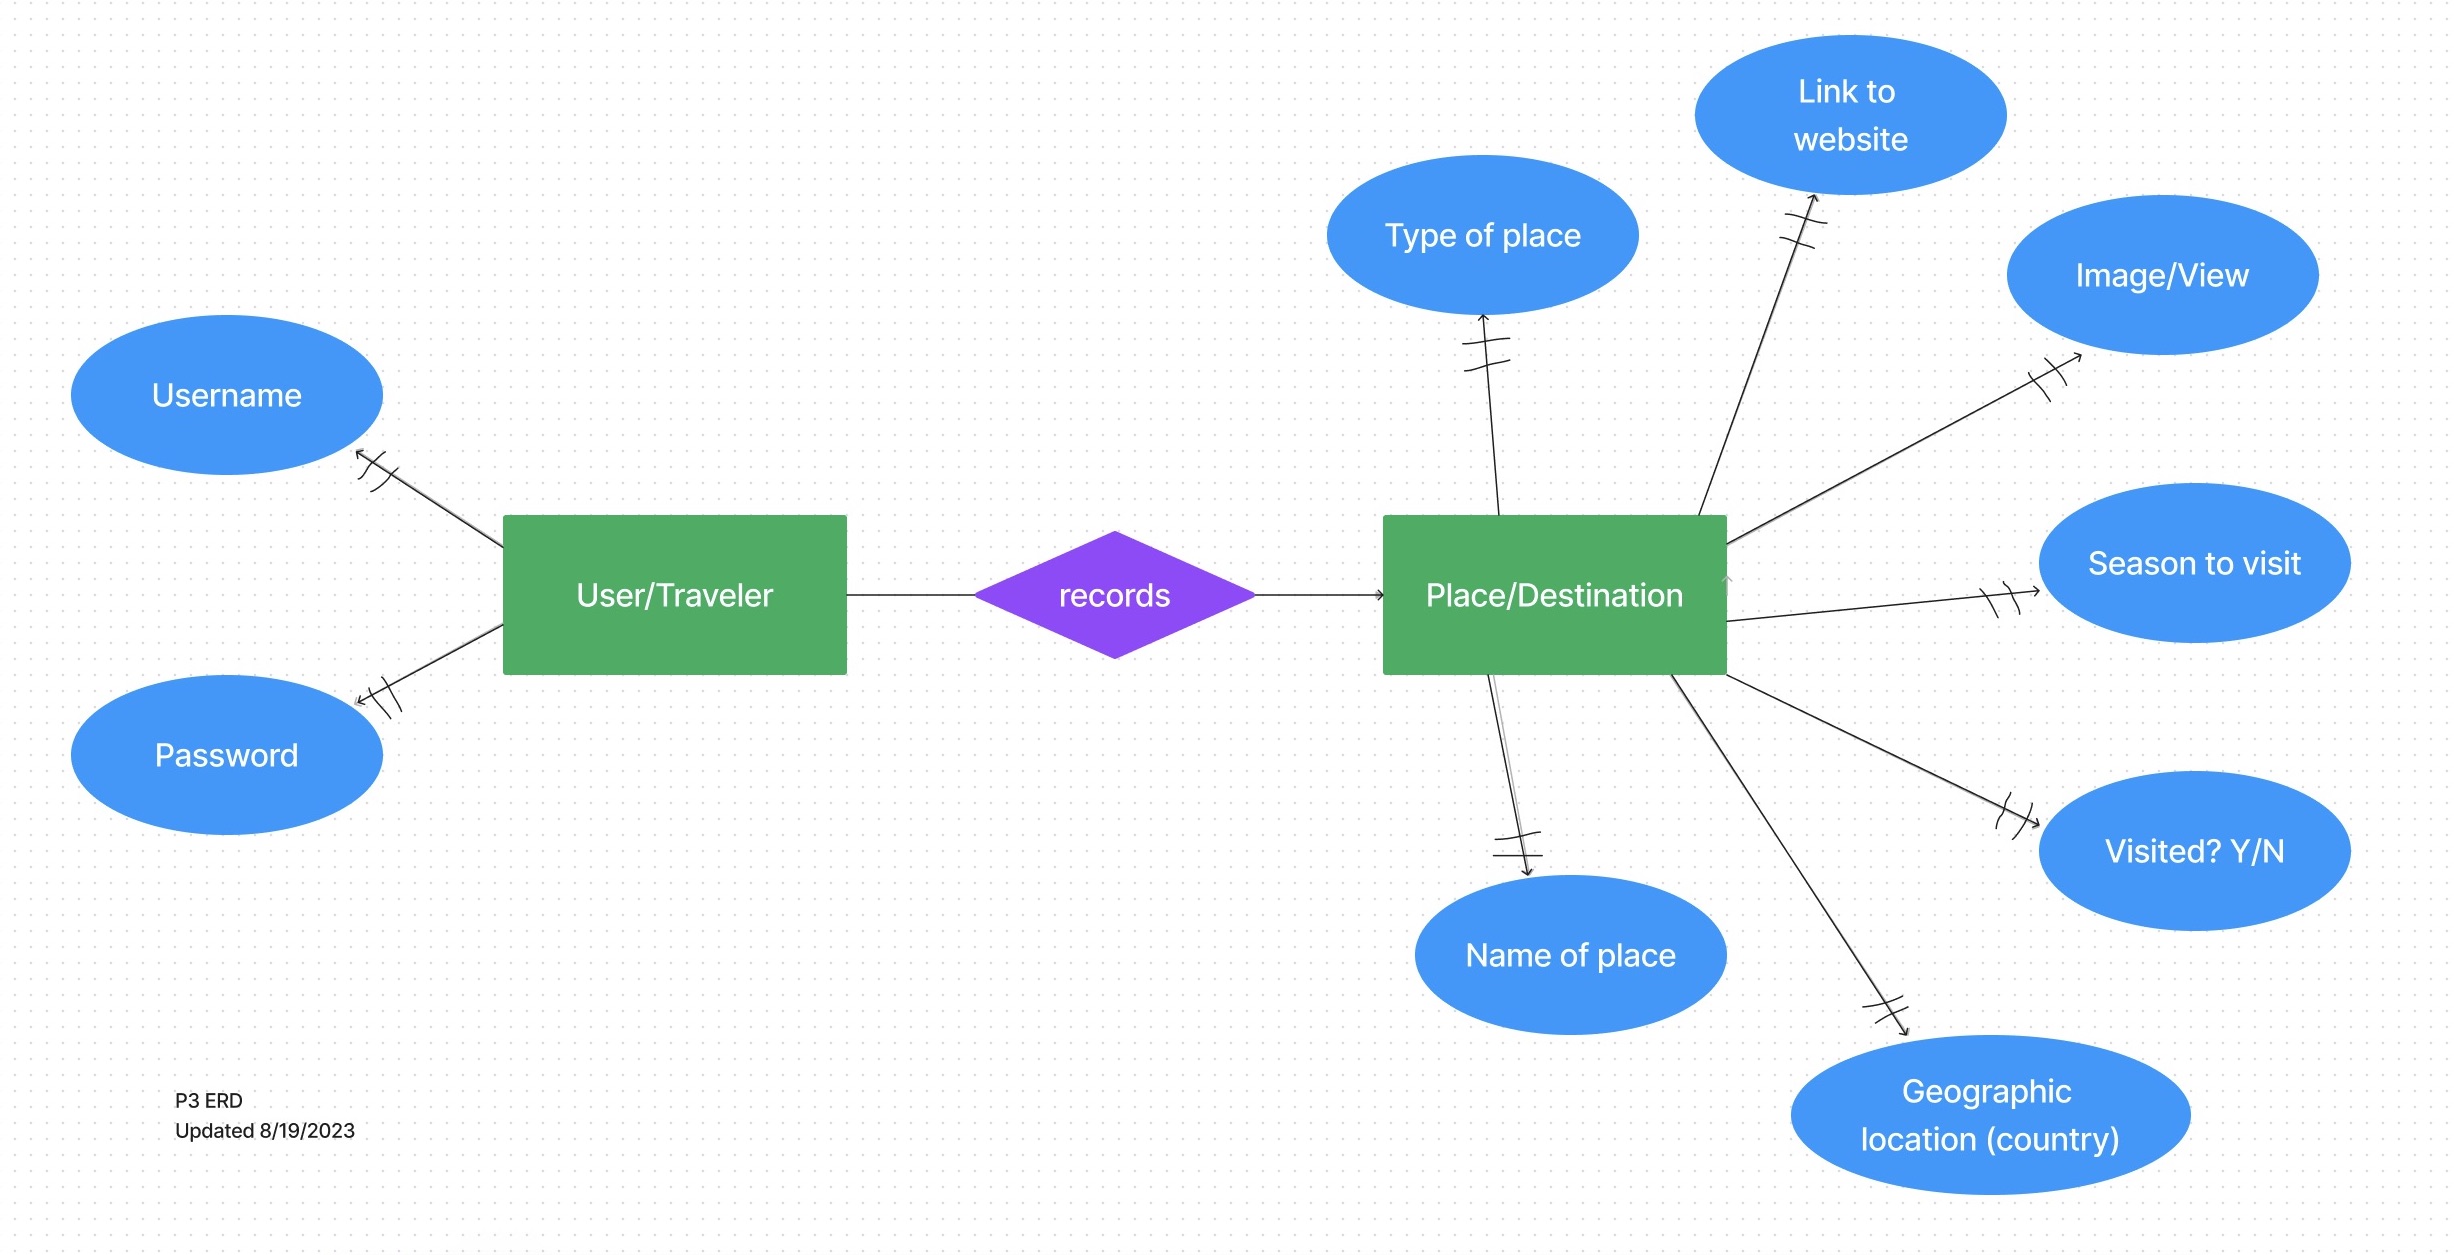 Link to
website
Type of place
Image/View
Username
Season to visit
User/Traveler
records
Place/Destination
Password
Visited? Y/N
Name of place
Geographic
location (country)
P3 ERD
Updated 8/19/2023